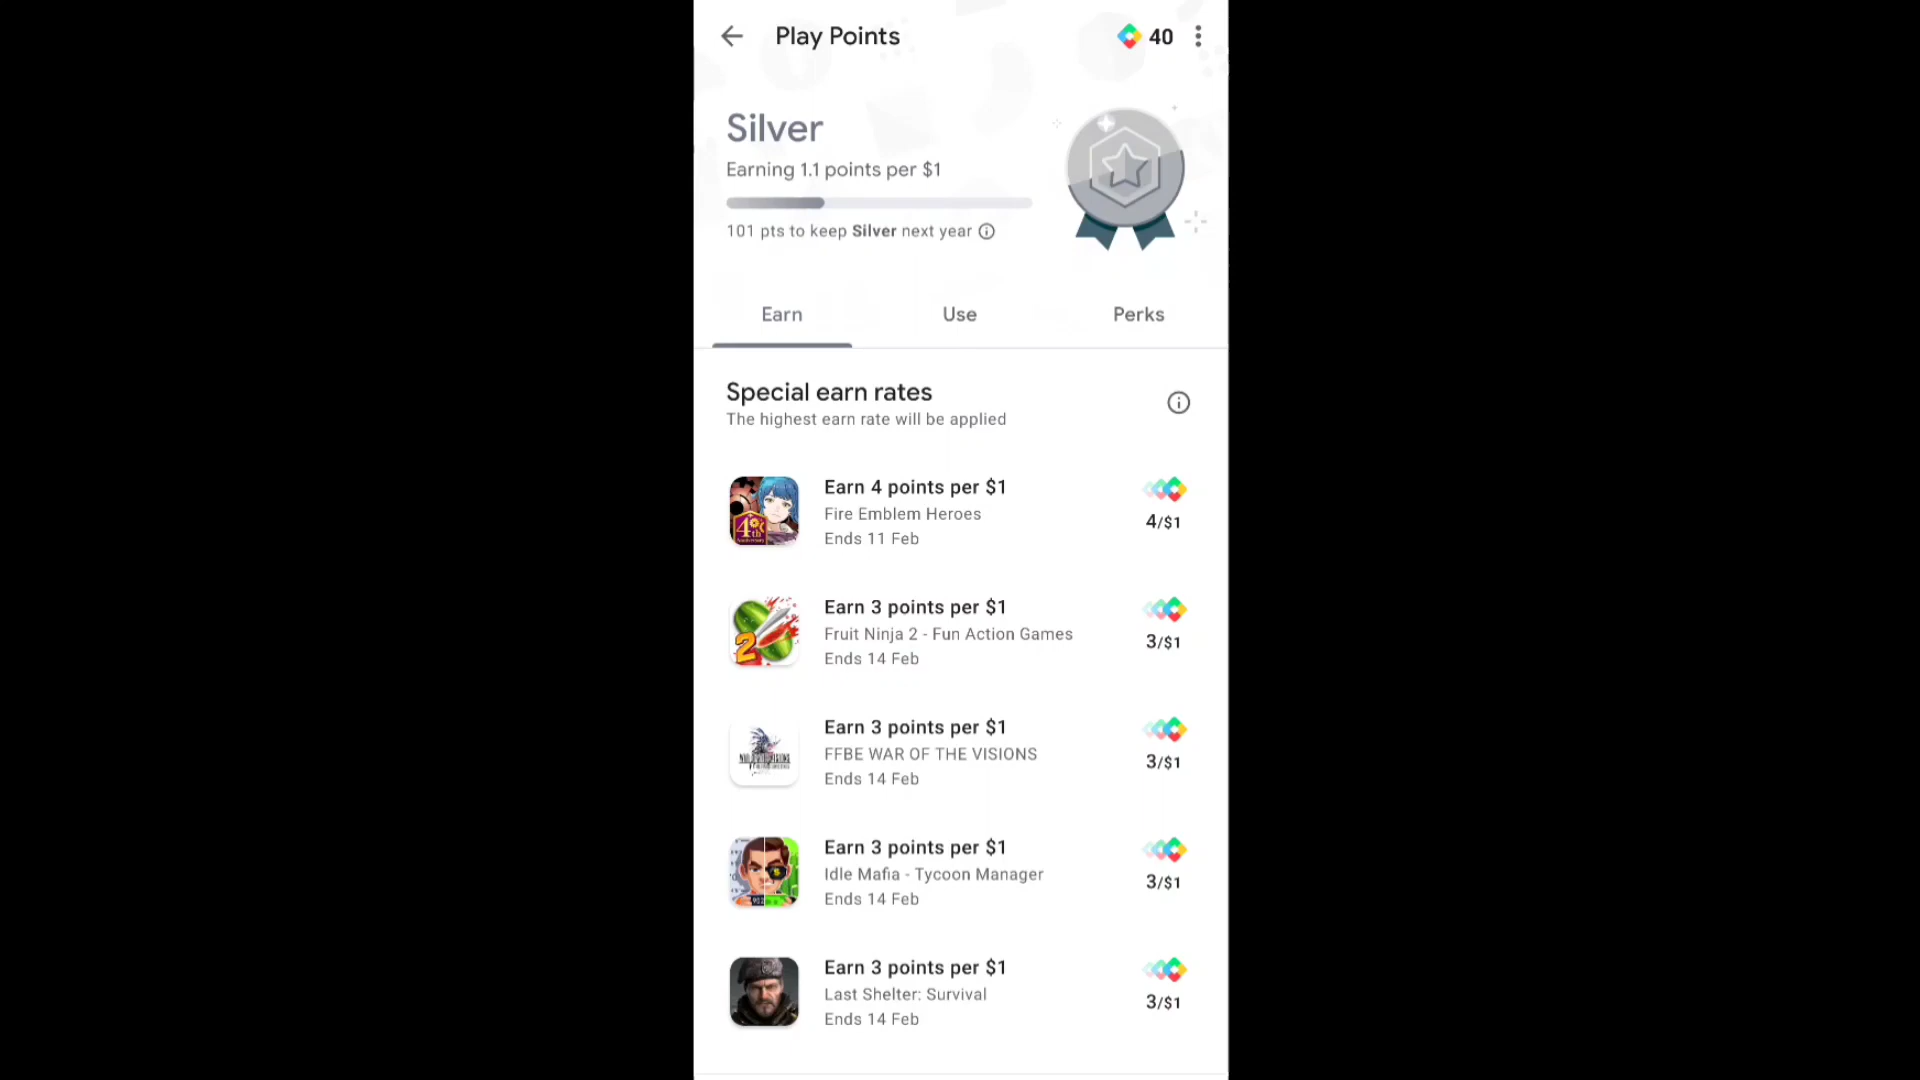 Play Points
40
Silver
Earning 1.1 points per $1
101 pts to keep Silver next year
Earn
Use
Perks
Special earn rates
The highest earn rate will be applied
Earn 4 points per $1
Fire Emblem Heroes
Ends 11 Feb
4/$1
4th
Earn 3 points per $1
Fruit Ninja 2 - Fun Action Games
Ends 14 Feb
3/$1
2
Earn 3 points per $1
FFBE WAR OF THE VISIONS
Ends 14 Feb
3/$1
Earn 3 points per $1
Idle Mafia - Tycoon Manager
Ends 14 Feb
3/$1
Earn 3 points per $1
Last Shelter: Survival
Ends 14 Feb
3/$1